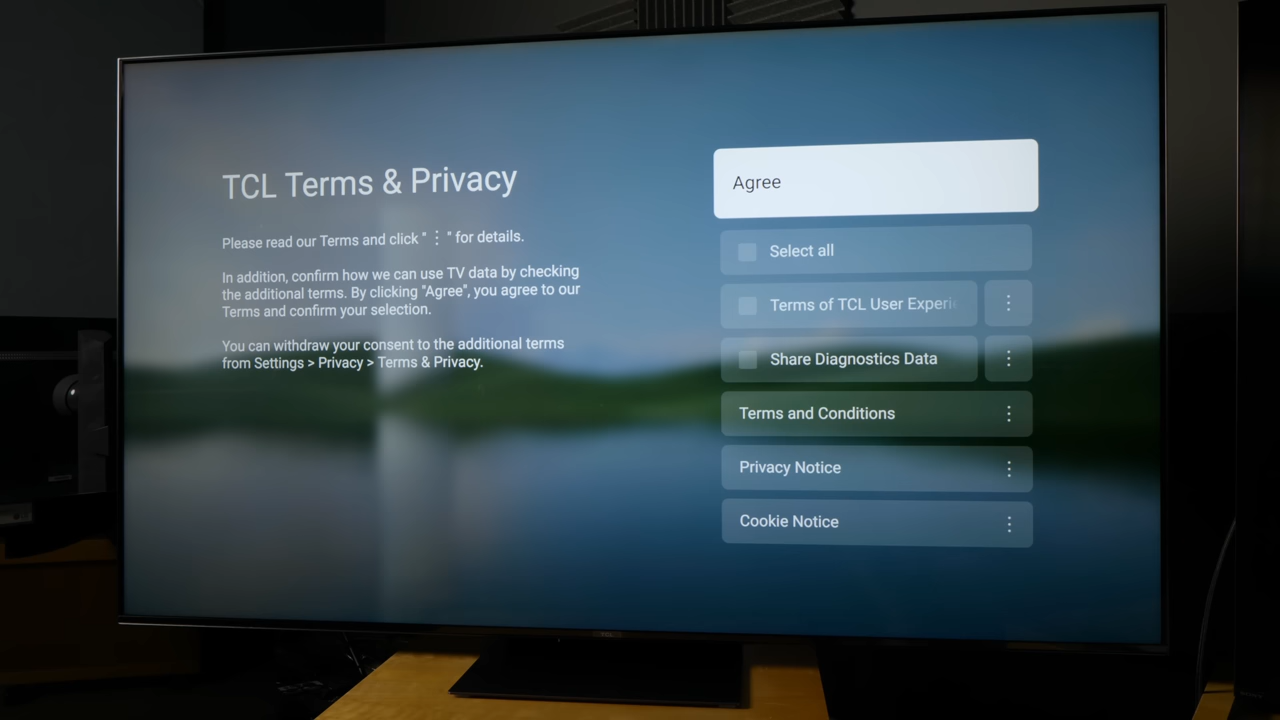 TCL Terms & Privacy
Please read our Terms and click " ⋮ " for details.
In addition, confirm how we can use TV data by checking
the additional terms. By clicking "Agree", you agree to our
Terms and confirm your selection.
You can withdraw your consent to the additional terms
from Settings > Privacy > Terms & Privacy.
Agree
Select all
Terms of TCL User Experi
Share Diagnostics Data
Terms and Conditions
Privacy Notice
Cookie Notice
TCL